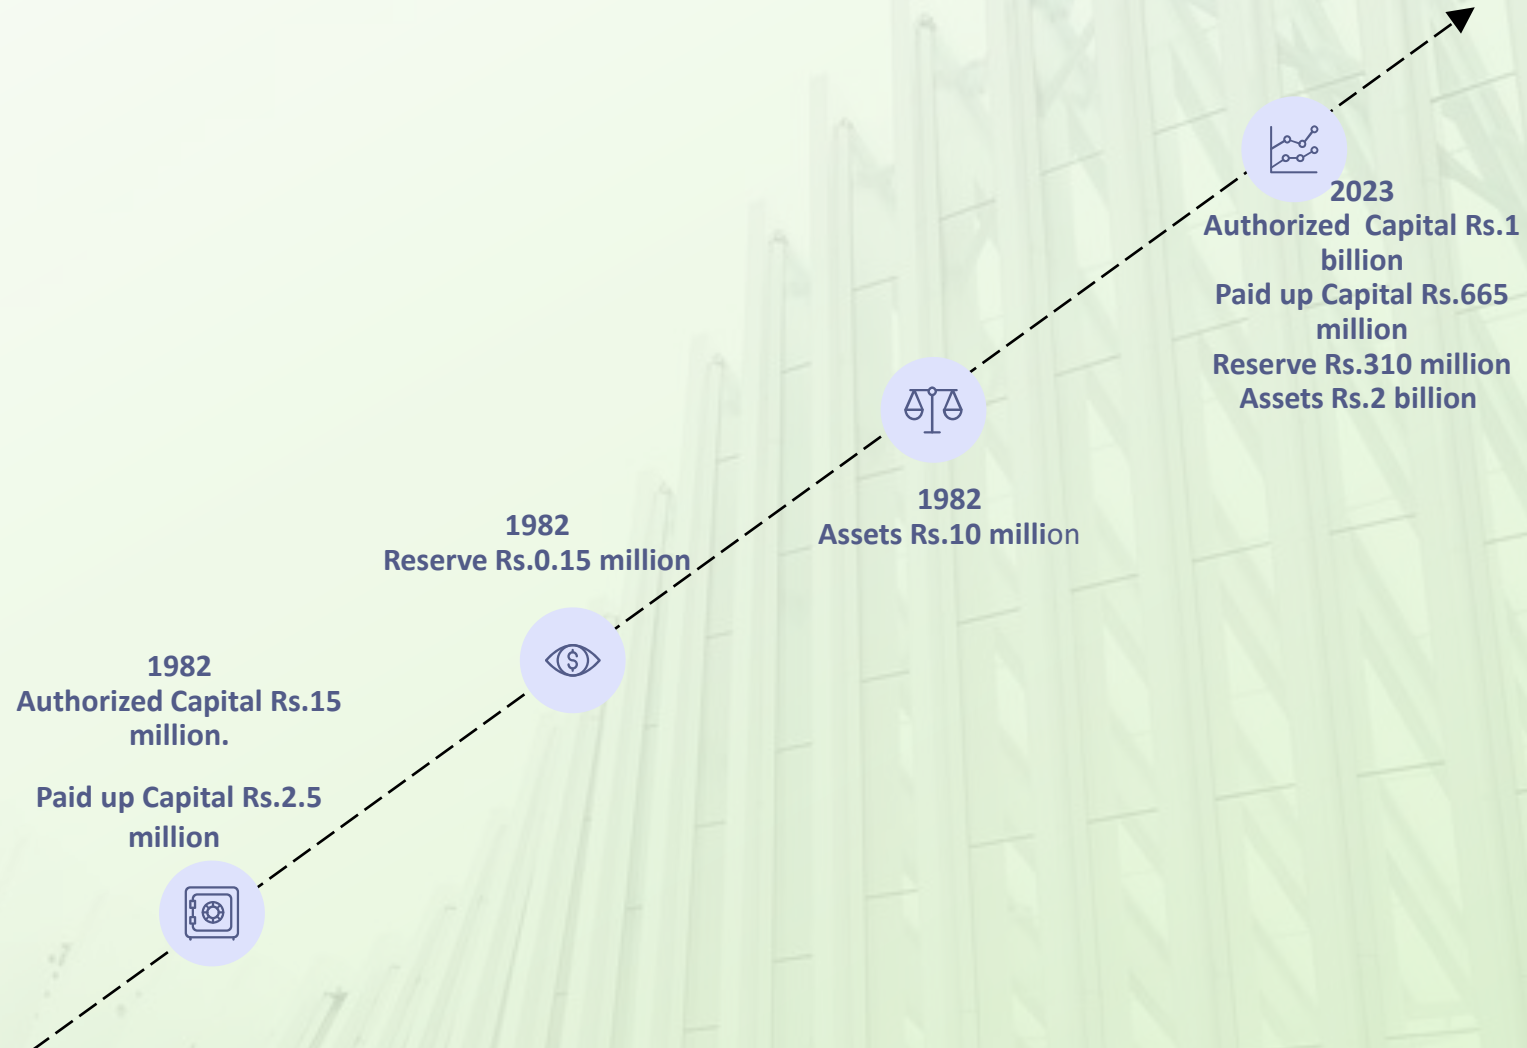 1982
Authorized Capital Rs.15
million.
Paid up Capital Rs.2.5
million
1982
Reserve Rs.0.15 million
1982
Assets Rs.10 million
2023
Authorized  Capital Rs.1
billion
Paid up Capital Rs.665
million
Reserve Rs.310 million
Assets Rs.2 billion